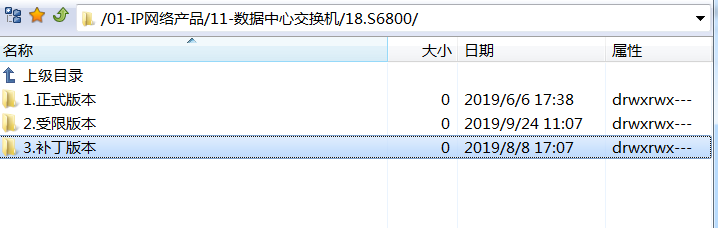 /01-IP网络产品/11-数据中心交换机/18.S6800/
名称 大小 日期 属性
上级目录
1.正式版本 0 2019/6/6 17:38 drwxrwx---
2.受限版本 0 2019/9/24 11:07 drwxrwx---
3.补丁版本 0 2019/8/8 17:07 drwxrwx---